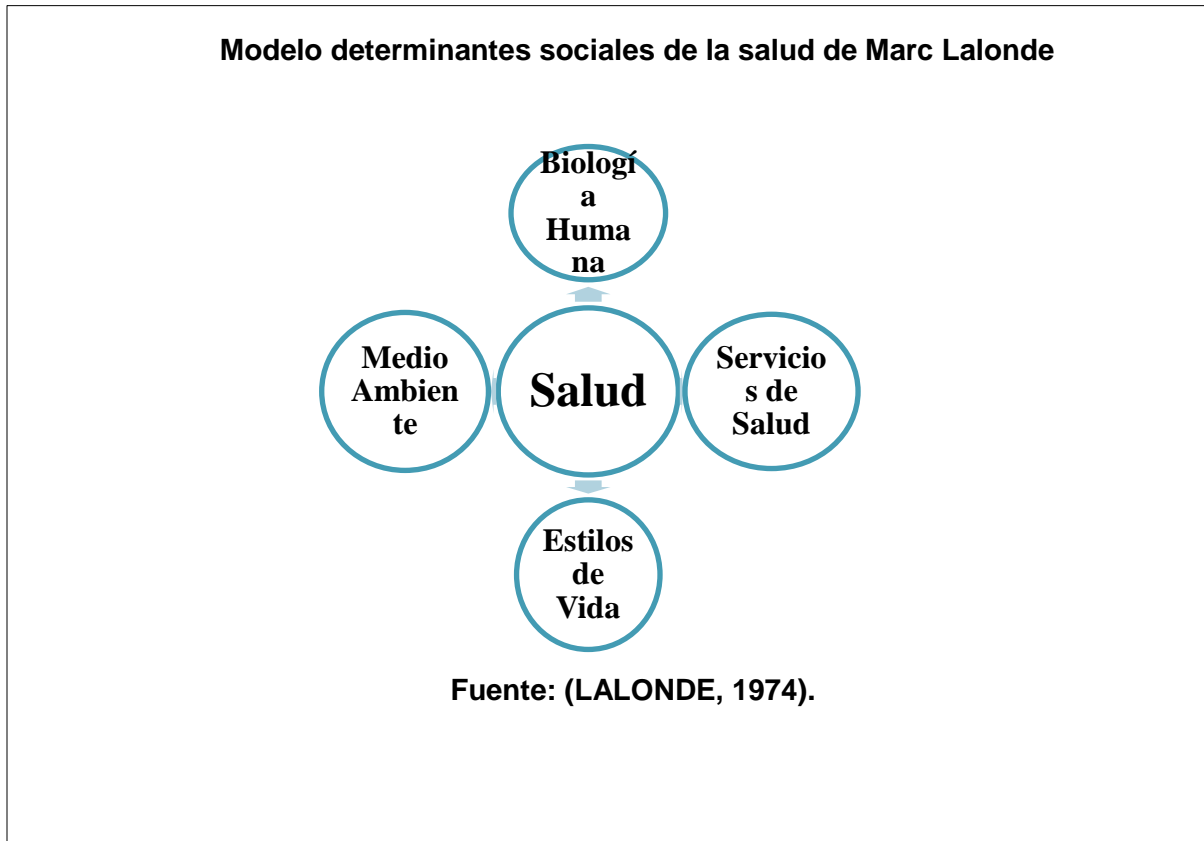 Modelo determinantes sociales de la salud de Marc Lalonde
Biologí
a
Huma
na
Medio
Ambien
te
Salud
Servicio
s de
Salud
Estilos
de
Vida
Fuente: (LALONDE, 1974).